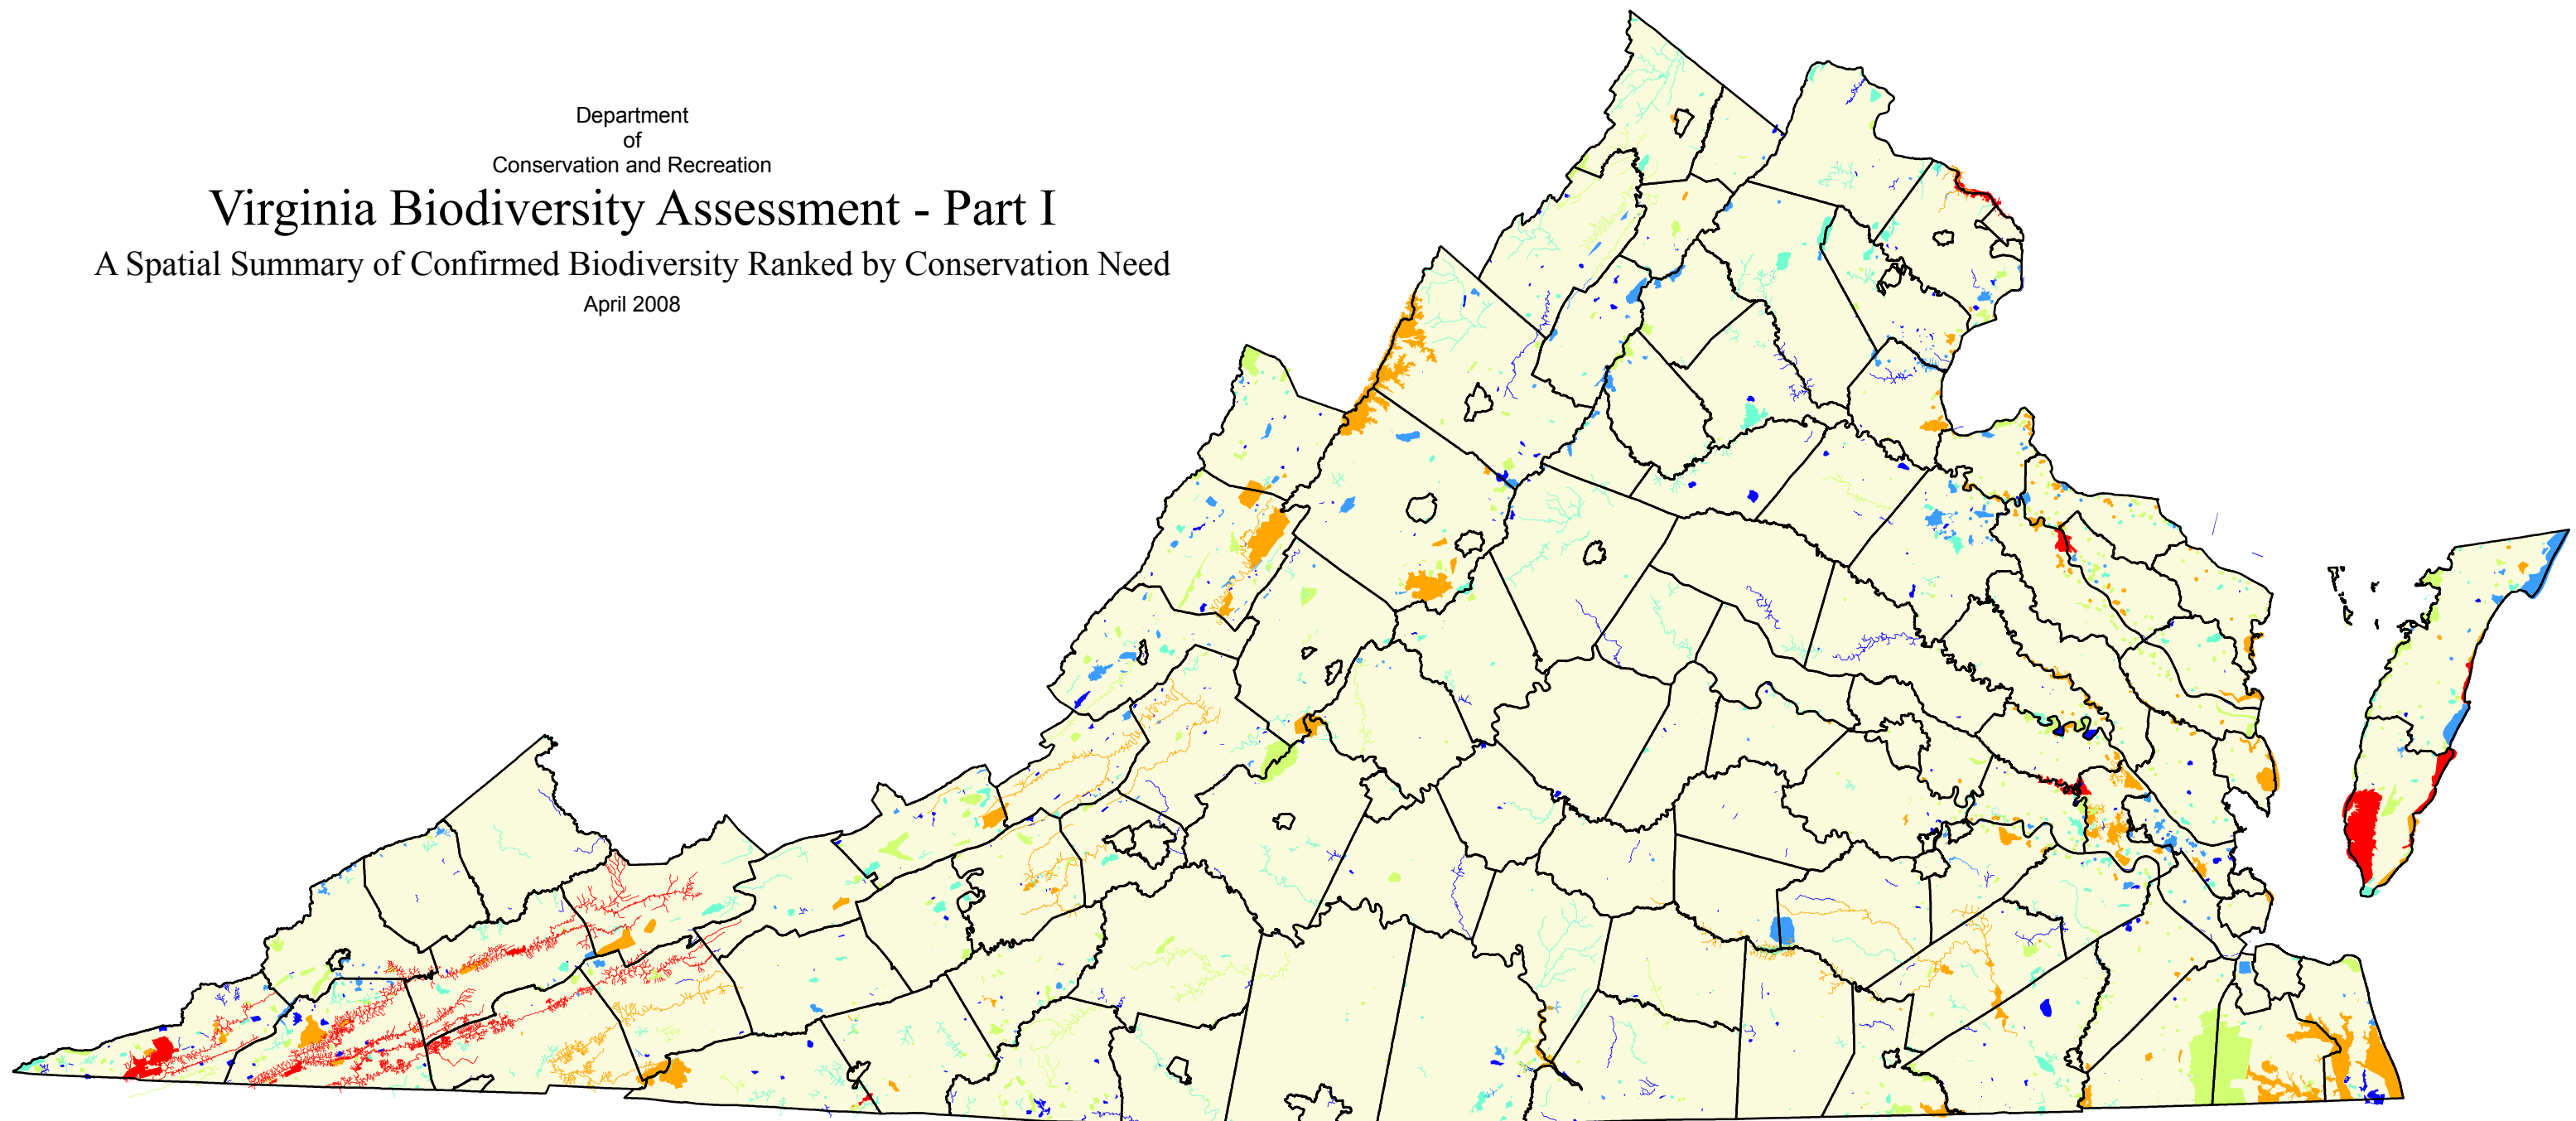 Department
of
Conservation and Recreation
Virginia Biodiversity Assessment - Part I
A Spatial Summary of Confirmed Biodiversity Ranked by Conservation Need
April 2008